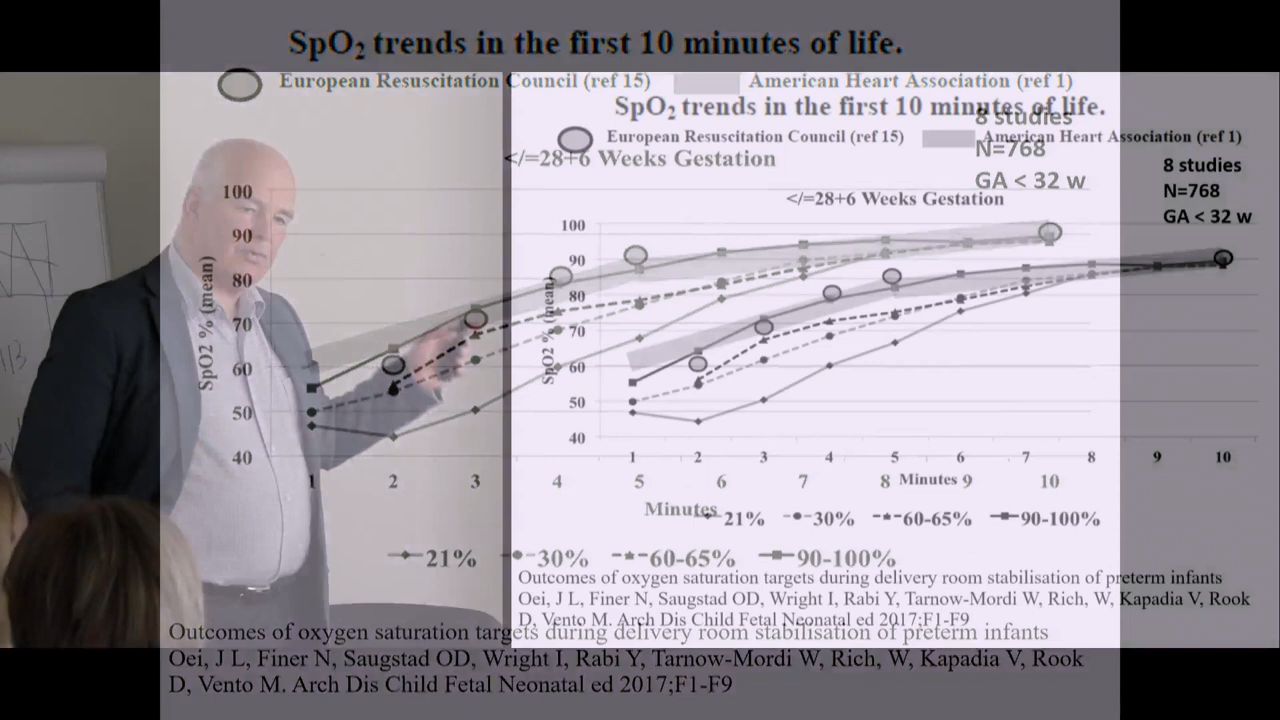 SpO2 trends in the first 10 minutes of life.
European Resuscitation Council (ref 15) American Heart Association (ref 1)
8 studies
N=768
GA < 32 w
</=28+6 Weeks Gestation
SpO2 % (mean)
100
90
80
70
60
50
40
1 2 3 4 5 6 7 8 9 10
Minutes
21% 30% 60-65% 90-100%
Outcomes of oxygen saturation targets during delivery room stabilisation of preterm infants
Oei, J L, Finer N, Saugstad OD, Wright I, Rabi Y, Tarnow-Mordi W, Rich, W, Kapadia V, Rook
D, Vento M. Arch Dis Child Fetal Neonatal ed 2017;F1-F9
SpO2 trends in the first 10 minutes of life.
European Resuscitation Council (ref 15) American Heart Association (ref 1)
8 studies
N=768
GA < 32 w
</=28+6 Weeks Gestation
SpO2 % (mean)
100
90
80
70
60
50
40
1 2 3 4 5 6 7 8 9 10
Minutes
21% 30% 60-65% 90-100%
Outcomes of oxygen saturation targets during delivery room stabilisation of preterm infants
Oei, J L, Finer N, Saugstad OD, Wright I, Rabi Y, Tarnow-Mordi W, Rich, W, Kapadia V, Rook
D, Vento M. Arch Dis Child Fetal Neonatal ed 2017;F1-F9